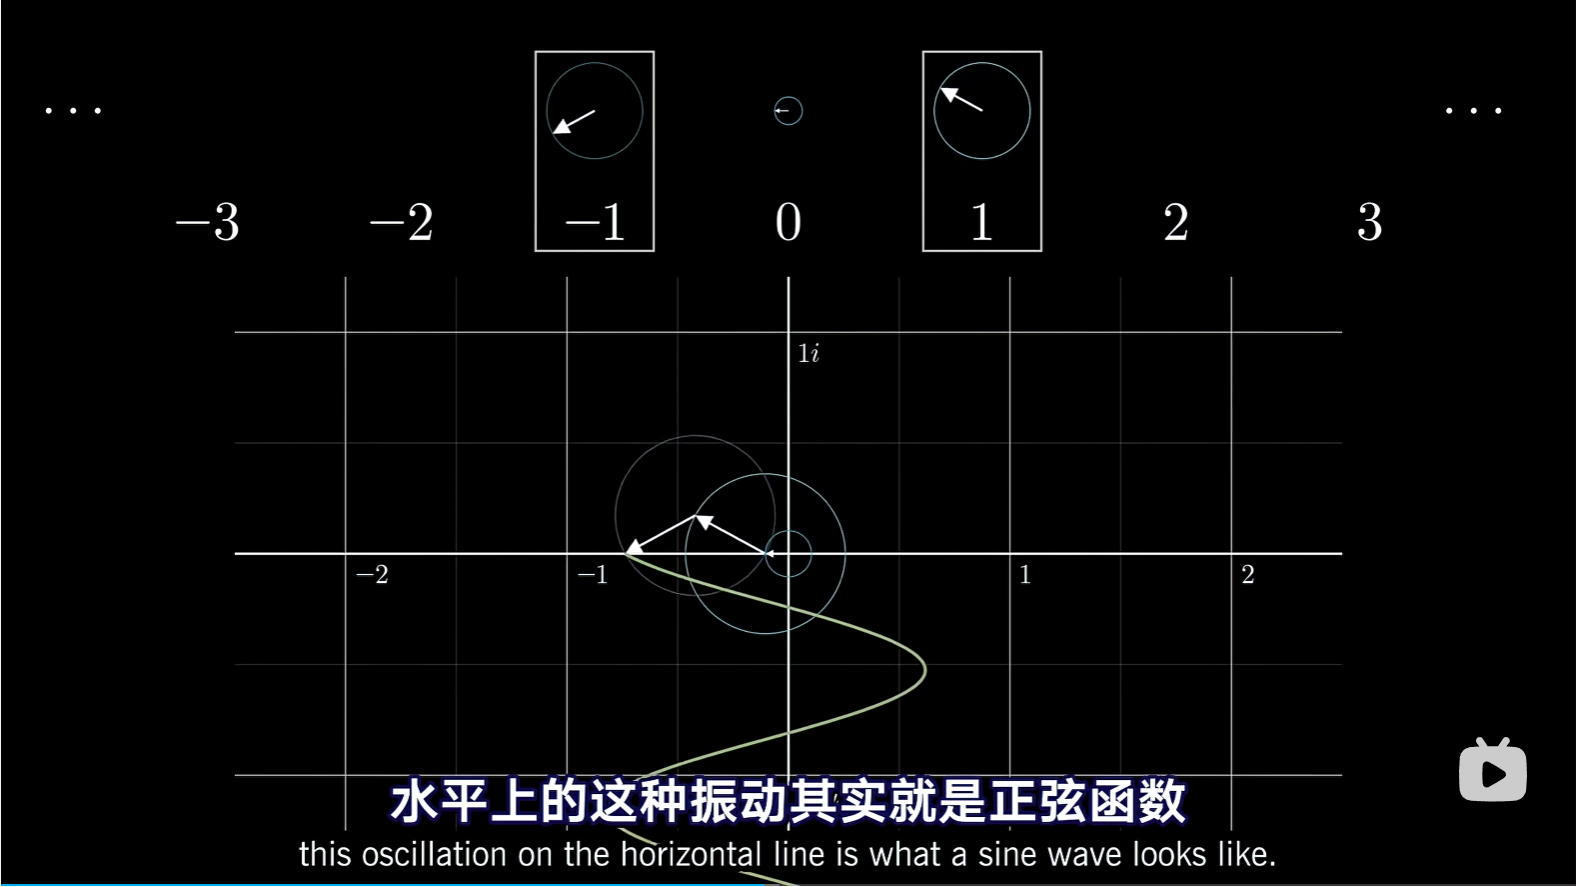 ... ...
−3 −2 −1 0 1 2 3
1i
−2 −1 1 2
水平上的这种振动其实就是正弦函数
this oscillation on the horizontal line is what a sine wave looks like.